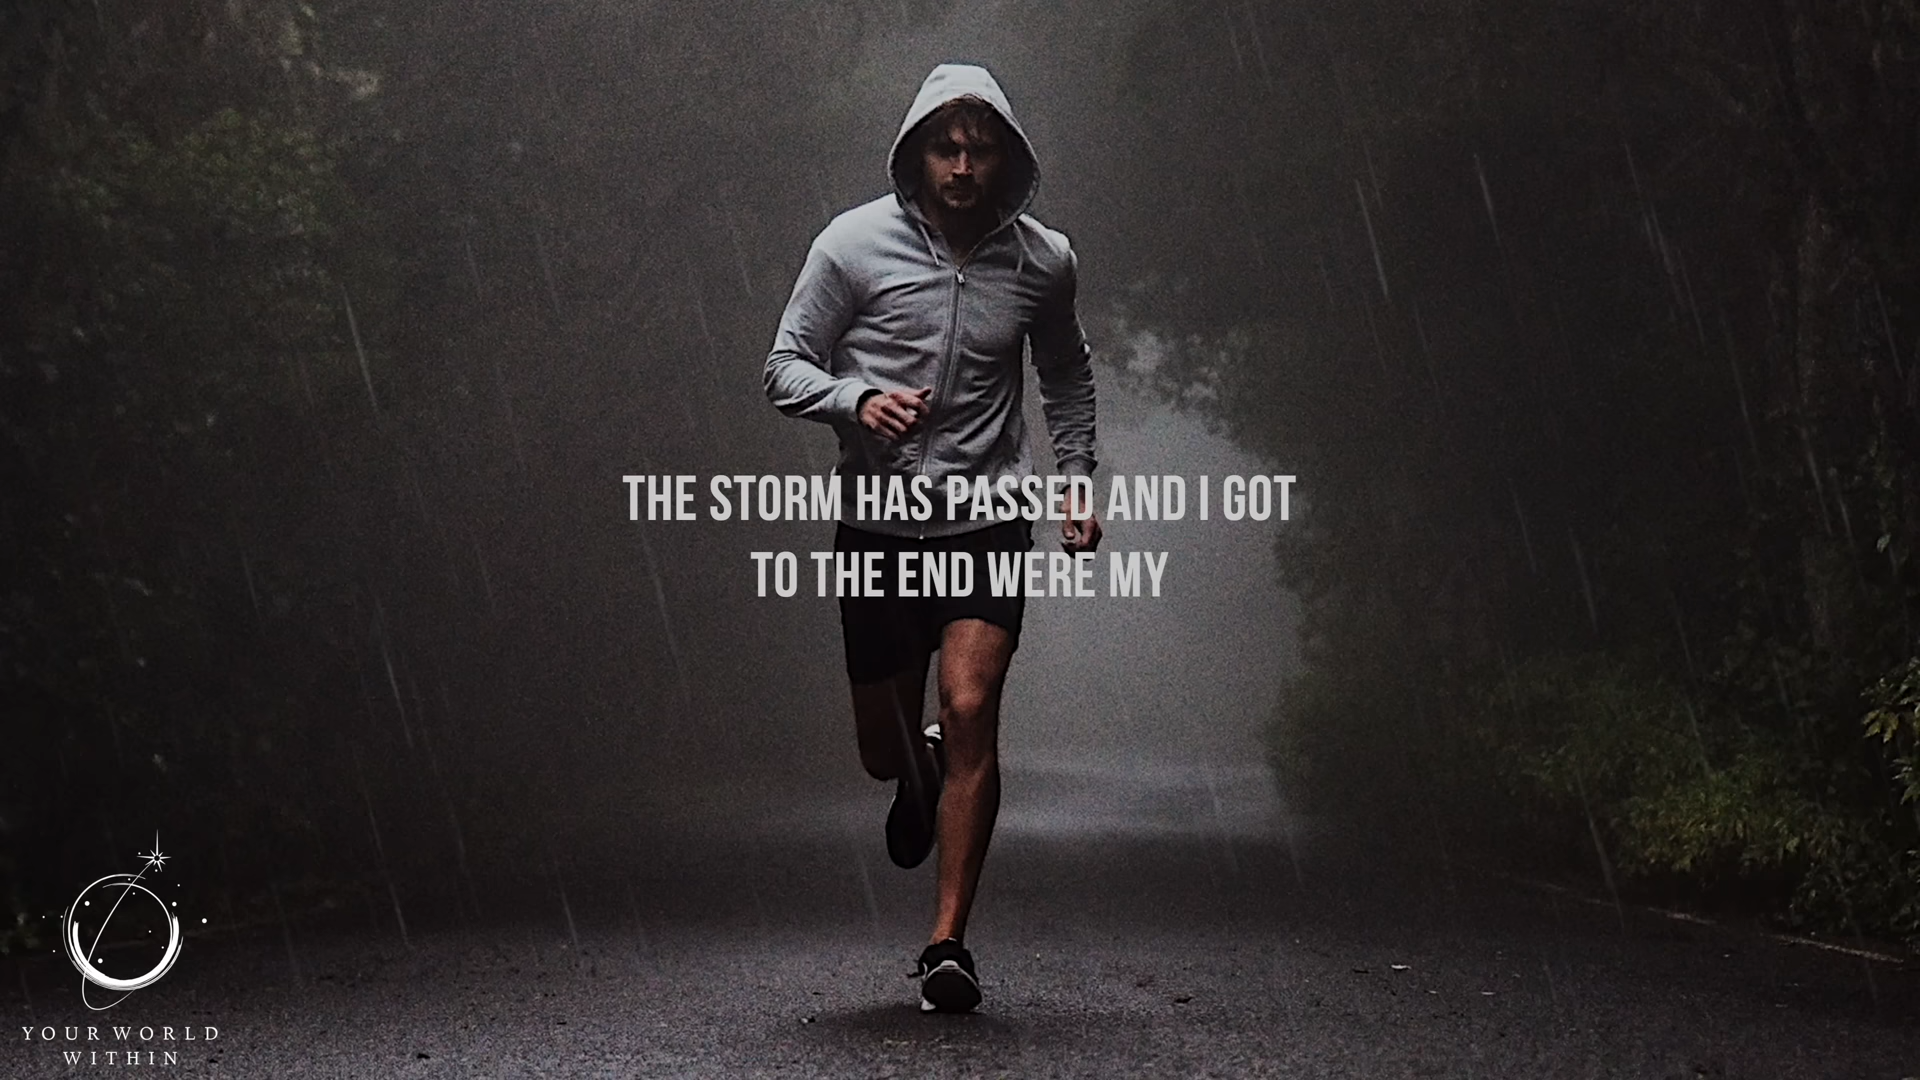 THE STORM HAS PASSED AND I GOT
TO THE END WERE MY
YOUR WORLD
WITHIN